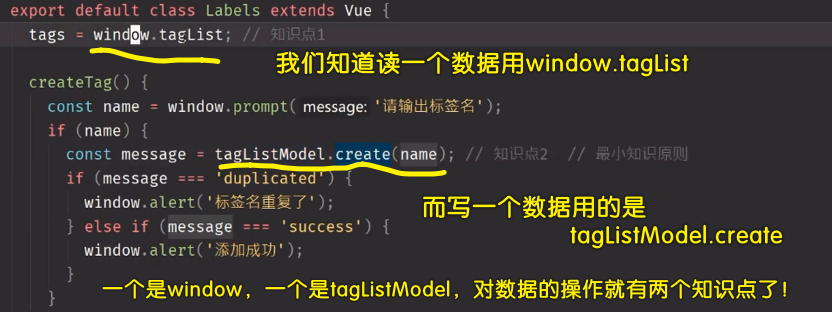 export default class Labels extends Vue {
tags = window.tagList; // 知识点1
我们知道读一个数据用window.tagList
createTag() {
const name = window.prompt( message: '请输出标签名');
if (name) {
const message = tagListModel.create(name); // 知识点2 // 最小知识原则
if (message === 'duplicated') {
window.alert('标签名重复了');
而写一个数据用的是
} else if (message === 'success') {
tagListModel.create
window.alert('添加成功');
}
一个是window，一个是tagListModel，对数据的操作就有两个知识点了！
}